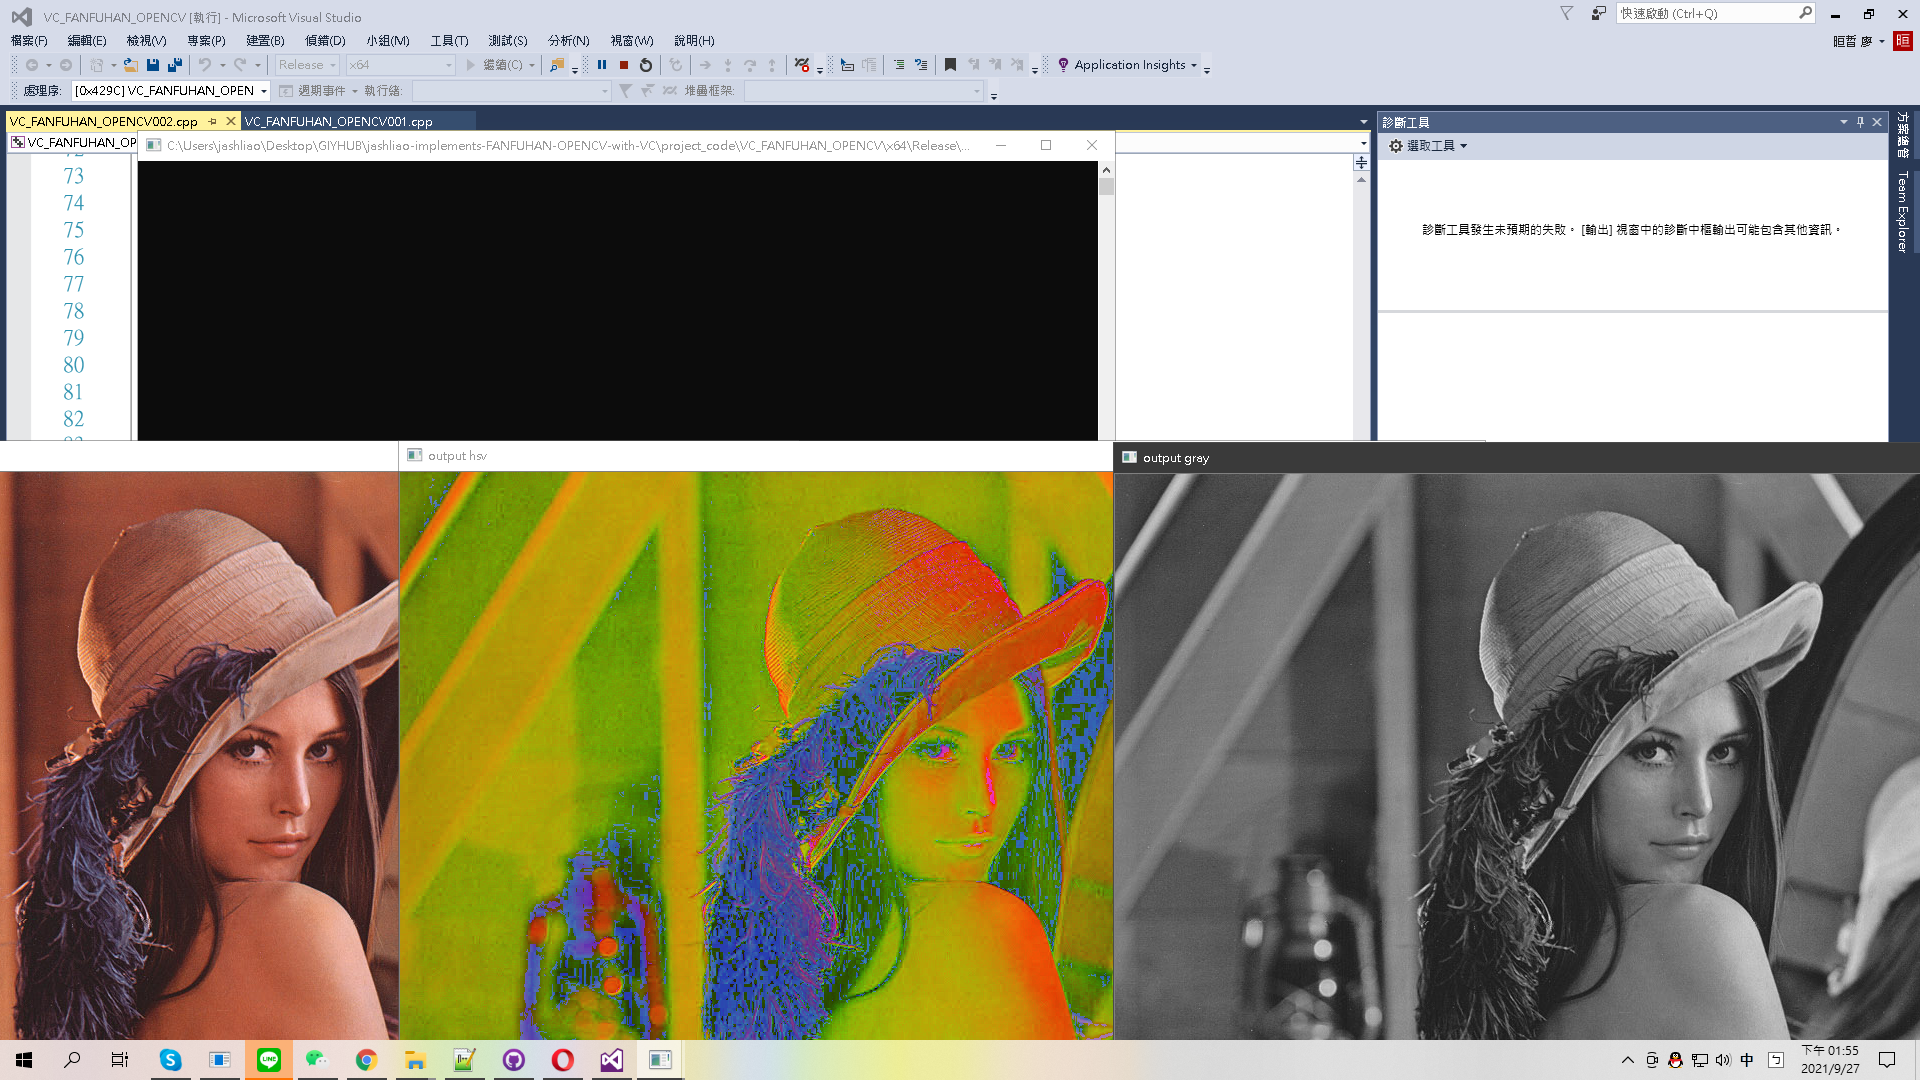 VC_FANFUHAN_OPENCV [執行] - Microsoft Visual Studio
快速啟動 (Ctrl+Q)
檔案(F) 編輯(E) 檢視(V) 專案(P) 建置(B) 偵錯(D) 小組(M) 工具(T) 測試(S) 分析(N) 視窗(W) 說明(H)
晅哲 廖 晅
Release x64 繼續(C) Application Insights
處理序: [0x429C] VC_FANFUHAN_OPEN 週期事件 執行緒: 堆疊框架:
VC_FANFUHAN_OPENCV002.cpp VC_FANFUHAN_OPENCV001.cpp
診斷工具
VC_FANFUHAN_OP
C:\Users\jashliao\Desktop\GIYHUB\jashliao-implements-FANFUHAN-OPENCV-with-VC\project_code\VC_FANFUHAN_OPENCV\x64\Release\...
選取工具
方案總管
Team Explorer
診斷工具發生未預期的失敗。 [輸出] 視窗中的診斷中樞輸出可能包含其他資訊。
73
74
75
76
77
78
79
80
81
82
output hsv
output gray
中
下午 01:55
2021/9/27